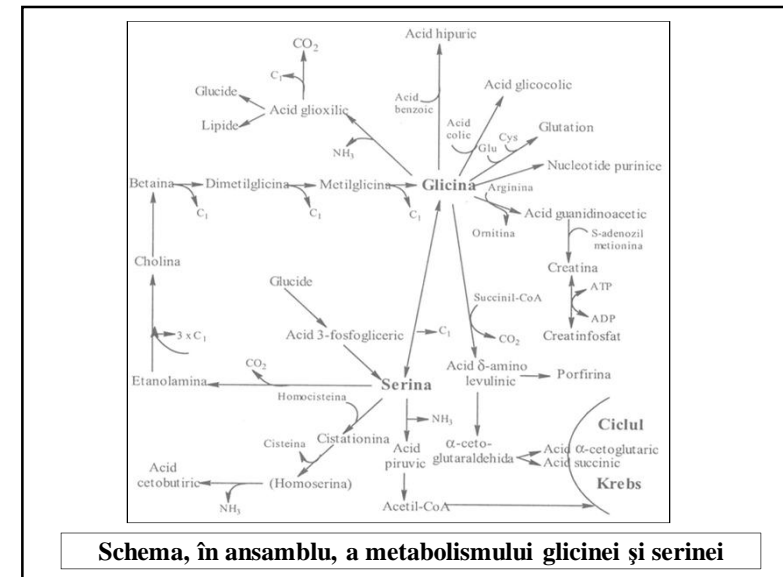 Acid hipuric
CO2
C1
Glucide
Acid glioxilic
Lipide
NH3
Acid
benzoic
Acid glicocolic
Acid
colic
Glu
Cys
Glutation
Nucleotide purinice
Betaina
Dimetilglicina
Metilglicina
Glicina
C1
C1
C1
Arginina
Ornitina
Acid guanidinoacetic
S-adenozil
metionina
Creatina
ATP
ADP
Creatinfosfat
Cholina
3 x C1
Etanolamina
Glucide
Acid 3-fosfogliceric
C1
Succinil-CoA
CO2
Acid δ-amino
levulinic
Porfirina
CO2
Serina
Homocisteina
Cistationina
Cisteina
(Homoserina)
NH3
Acid
cetobutiric
NH3
Acid
piruvic
Acetil-CoA
α-ceto-
glutaraldehida
Acid α-cetoglutaric
Acid succinic
Ciclul
Krebs
Schema, în ansamblu, a metabolismului glicinei şi serinei